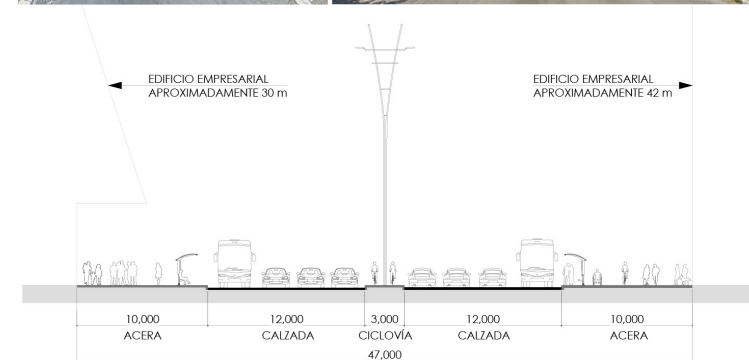 EDIFICIO EMPRESARIAL
APROXIMADAMENTE 30 m
EDIFICIO EMPRESARIAL
APROXIMADAMENTE 42 m
10,000 12,000 3,000 12,000 10,000
ACERA CALZADA CICLOVÍA CALZADA ACERA
47,000